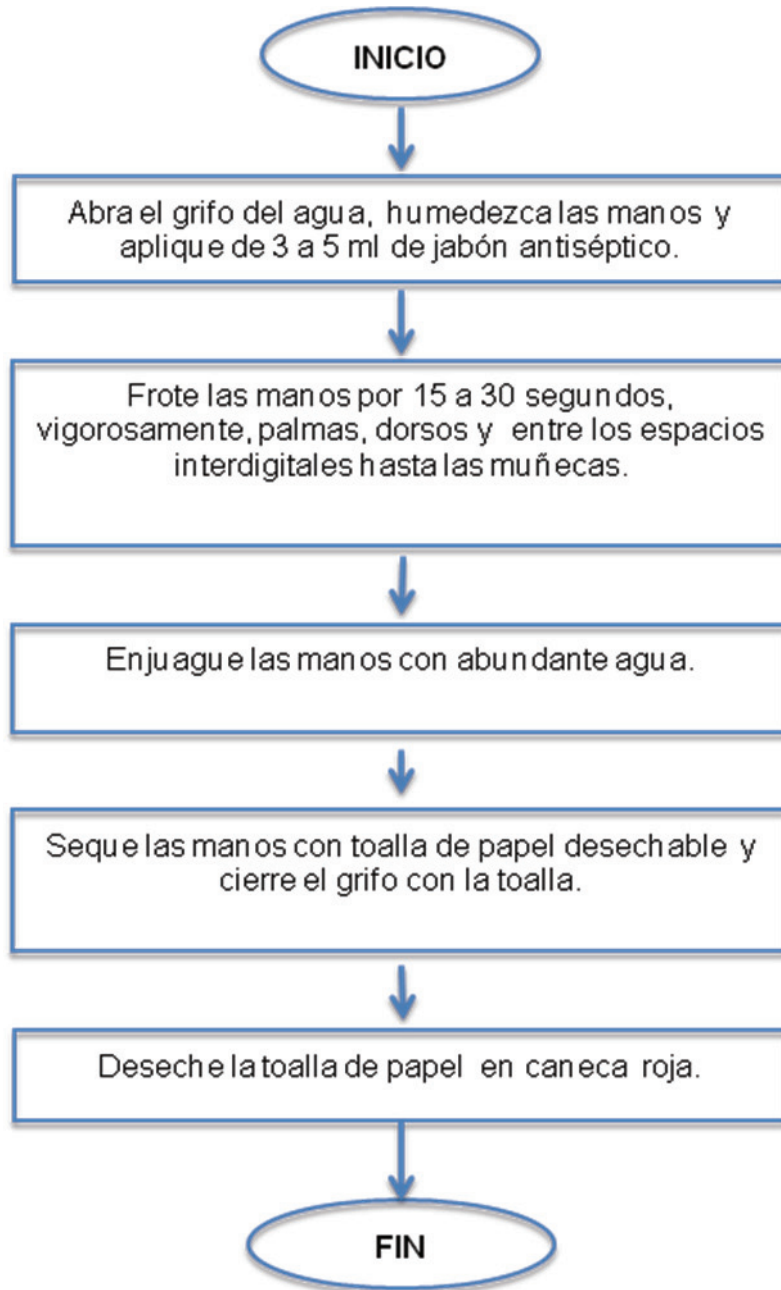 INICIO
Abra el grifo del agua, humedezca las manos y
aplique de 3 a 5 ml de jabón antiséptico.
Frote las manos por 15 a 30 segundos,
vigorosamente, palmas, dorsos y entre los espacios
interdigitales hasta las muñecas.
Enjuague las manos con abundante agua.
Seque las manos con toalla de papel desechable y
cierre el grifo con la toalla.
Deseche la toalla de papel en caneca roja.
FIN